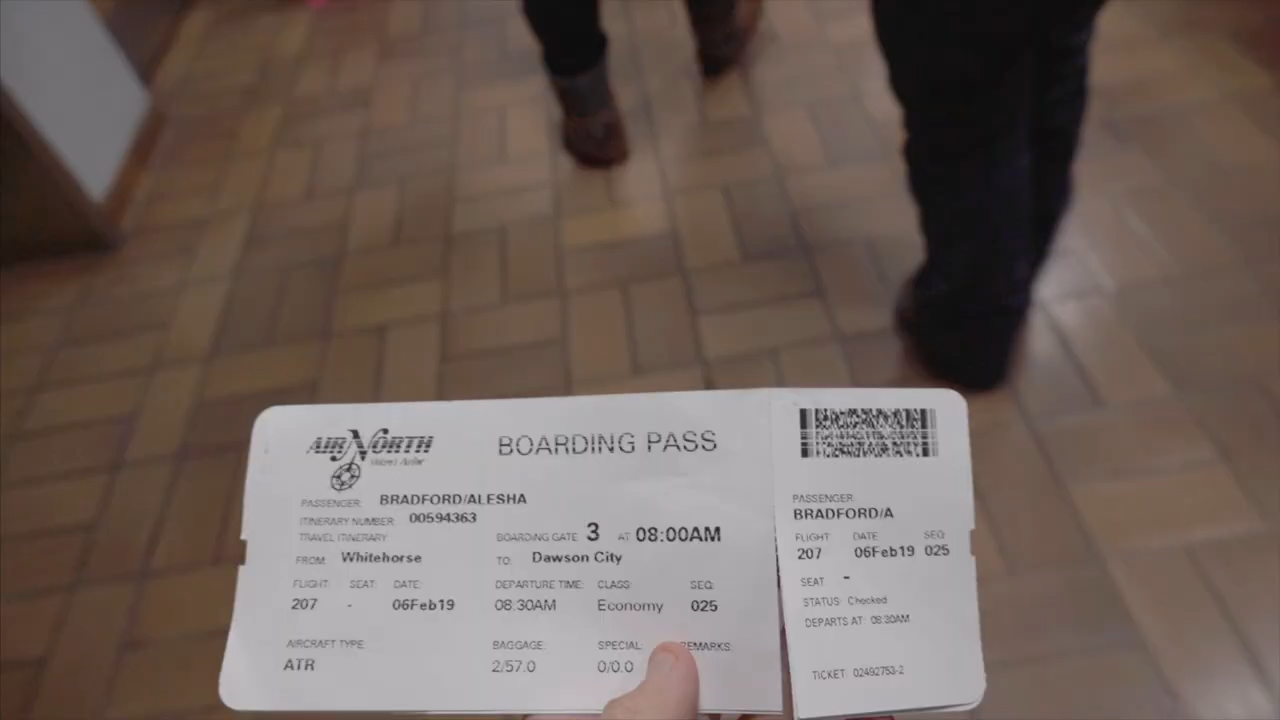 AIR NORTH
BOARDING PASS
PASSENGER: BRADFORD/ALESHA
ITINERARY NUMBER: 00594363
TRAVEL ITINERARY:
BOARDING GATE 3 AT 08:00AM
FROM: Whitehorse TO: Dawson City
FLIGHT: SEAT: DATE: DEPARTURE TIME: CLASS: SEQ:
207 - 06Feb19 08:30AM Economy 025
AIRCRAFT TYPE: BAGGAGE: SPECIAL: REMARKS:
ATR 2/57.0 0/0.0
PASSENGER:
BRADFORD/A
FLIGHT DATE SEQ:
207 06Feb19 025
SEAT -
STATUS: Checked
DEPARTS AT: 08:30AM
TICKET: 02492753-2